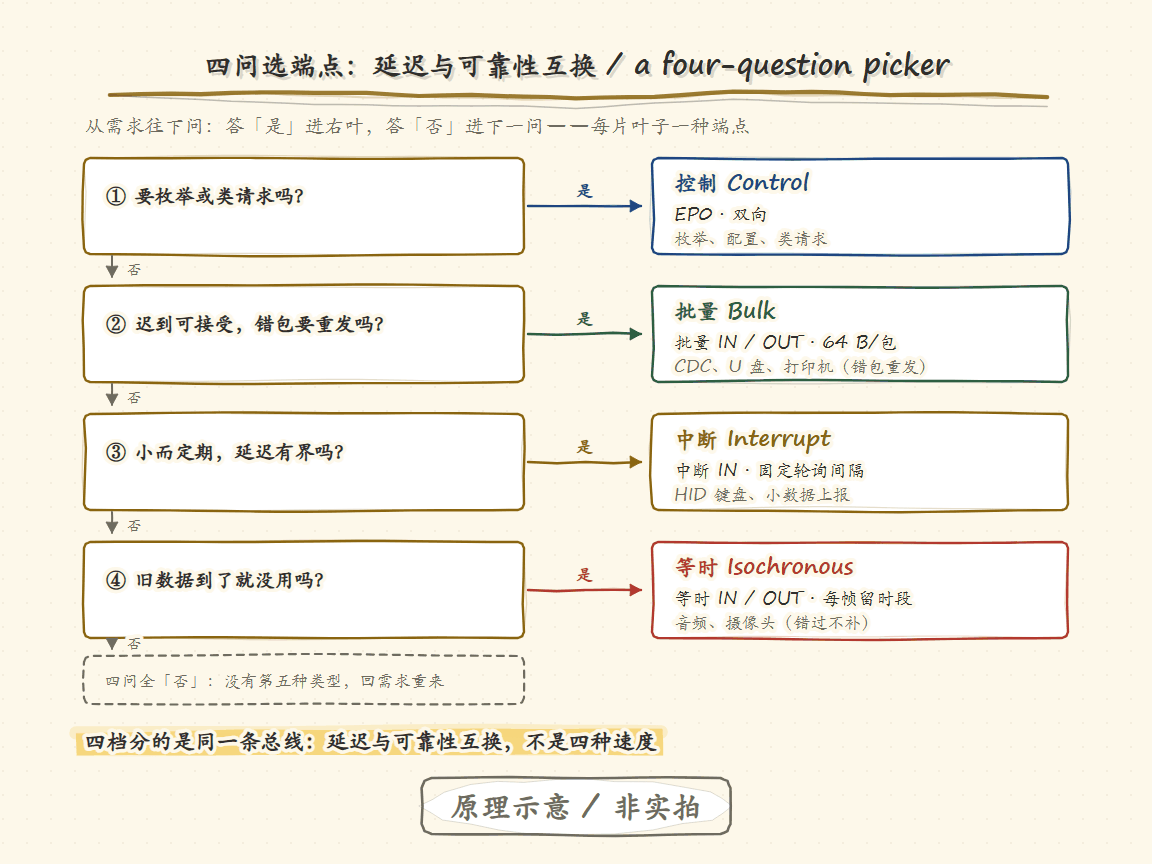 四问选端点：延迟与可靠性互换 / a four-question picker
从需求往下问：答「是」进右叶，答「否」进下一问——每片叶子一种端点
① 要枚举或类请求吗？
是
控制 Control
EP0 · 双向
枚举、配置、类请求
否
② 迟到可接受，错包要重发吗？
是
批量 Bulk
批量 IN / OUT · 64 B/包
CDC、U 盘、打印机（错包重发）
否
③ 小而定期，延迟有界吗？
是
中断 Interrupt
中断 IN · 固定轮询间隔
HID 键盘、小数据上报
否
④ 旧数据到了就没用吗？
是
等时 Isochronous
等时 IN / OUT · 每帧留时段
音频、摄像头（错过不补）
否
四问全「否」：没有第五种类型，回需求重来
四档分的是同一条总线：延迟与可靠性互换，不是四种速度
原理示意 / 非实拍